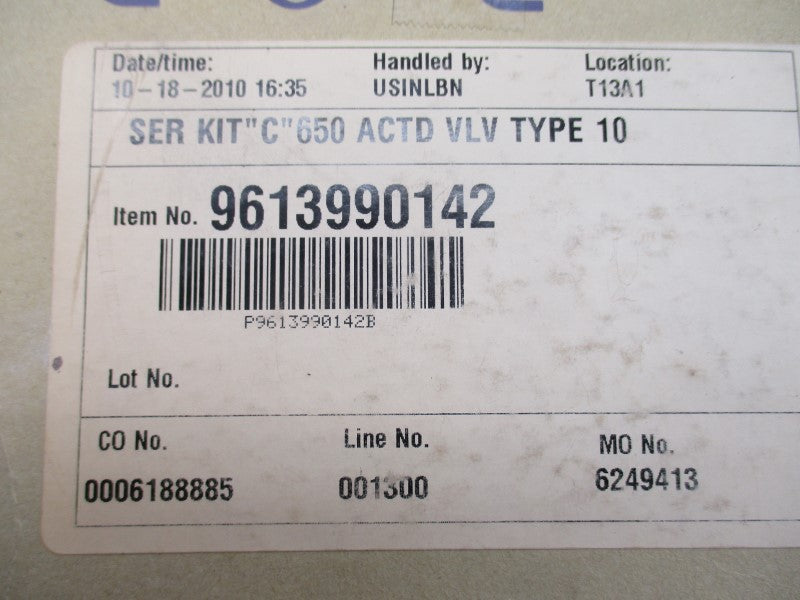 Date/time: Handled by: Location:
10-18-2010 16:35 USINLBN T13A1
SER KIT"C"650 ACTD VLV TYPE 10
Item No. 9613990142
P9613990142B
Lot No.
CO No. Line No. MO No.
0006188885 001300 6249413